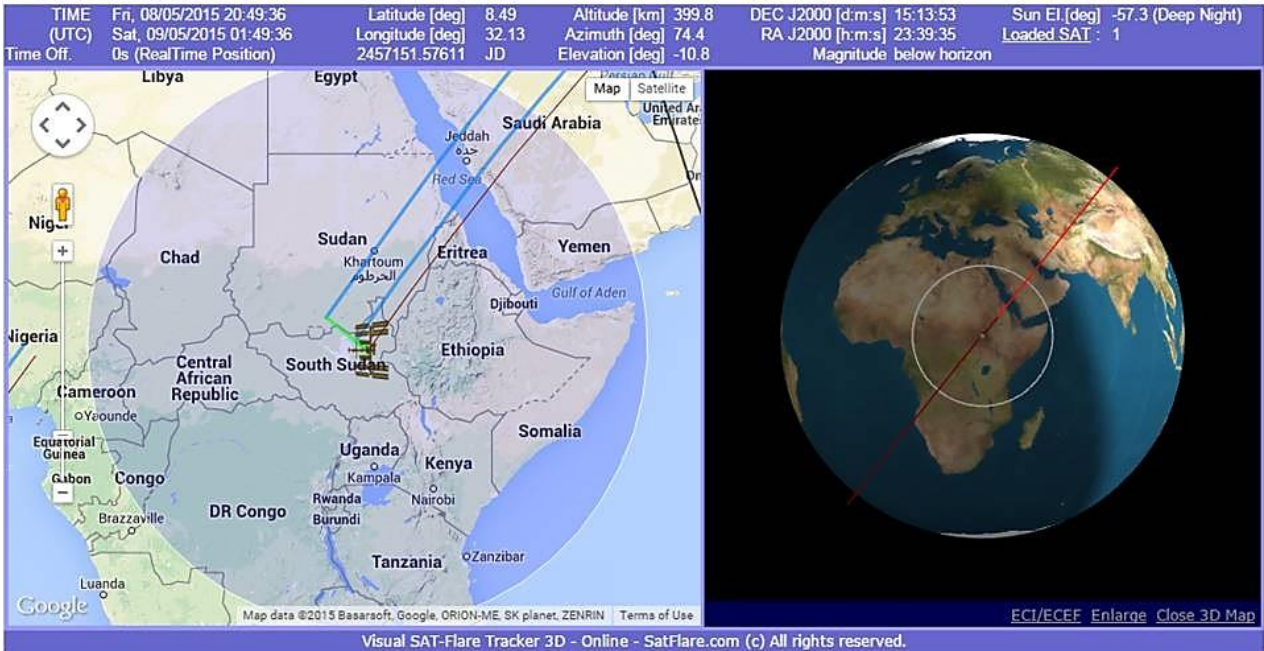 TIME Fri, 08/05/2015 20:49:36 Latitude [deg] 8.49 Altitude [km] 399.8 DEC J2000 [d:m:s] 15:13:53 Sun El.[deg] -57.3 (Deep Night)
(UTC) Sat, 09/05/2015 01:49:36 Longitude [deg] 32.13 Azimuth [deg] 74.4 RA J2000 [h:m:s] 23:39:35 Loaded SAT : 1
Time Off. 0s (RealTime Position) 2457151.57611 JD Elevation [deg] -10.8 Magnitude below horizon
Libya
Egypt
Persian Gulf
Map Satellite
United Ar
Emirate
Saudi Arabia
Jeddah
جدة
Red Sea
Om
Niger
Sudan
Khartoum
الخرطوم
Eritrea
Yemen
Chad
Gulf of Aden
Djibouti
Nigeria
South Sudan
Ethiopia
Central
African
Republic
Cameroon
Yaounde
Somalia
Equatorial
Guinea
Uganda
Kampala
Kenya
Gabon
Congo
Nairobi
Rwanda
Burundi
DR Congo
Brazzaville
Tanzania
Zanzibar
Luanda
Google
Map data ©2015 Basarsoft, Google, ORION-ME, SK planet, ZENRIN Terms of Use
ECI/ECEF Enlarge Close 3D Map
Visual SAT-Flare Tracker 3D - Online - SatFlare.com (c) All rights reserved.